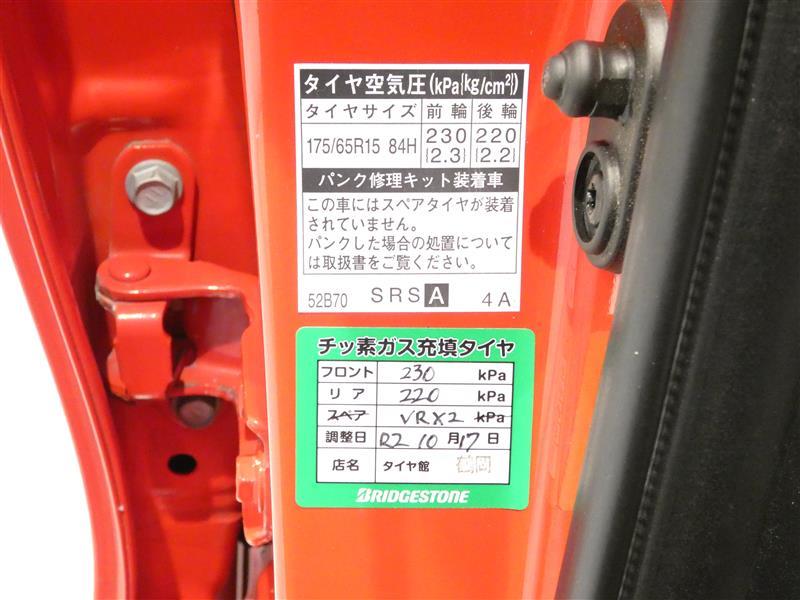 タイヤ空気圧(kPa{kg/cm²})
タイヤサイズ 前輪 後輪
175/65R15 84H 230 {2.3} 220 {2.2}
パンク修理キット装着車
この車にはスペアタイヤが装着
されていません。
パンクした場合の処置について
は取扱書をご覧ください。
52B70 SRS A 4A
チッ素ガス充填タイヤ
フロント 230 kPa
リア 220 kPa
スペア VRX2 kPa
調整日 R2 10月17日
店名 タイヤ館 鶴岡
BRIDGESTONE